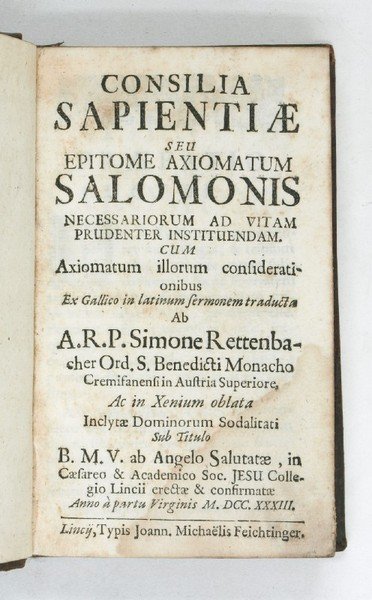 CONSILIA
SAPIENTIÆ
SEU
EPITOME AXIOMATUM
SALOMONIS
NECESSARIORUM AD VITAM
PRUDENTER INSTITUENDAM.
CUM
Axiomatum illorum considerati-
onibus
Ex Gallico in latinum sermonem traducta
Ab
A.R.P. Simone Rettenba-
cher Ord. S. Benedicti Monacho
Cremifanensi in Austria Superiore,
Ac in Xenium oblata
Inclytæ Dominorum Sodalitati
Sub Titulo
B. M. V. ab Angelo Salutatæ, in
Cæsareo & Academico Soc. JESU Colle-
gio Lincii erectæ & confirmatæ
Anno à partu Virginis M. DCC. XXXIII.
Lincij, Typis Joann. Michaëlis Feichtinger.